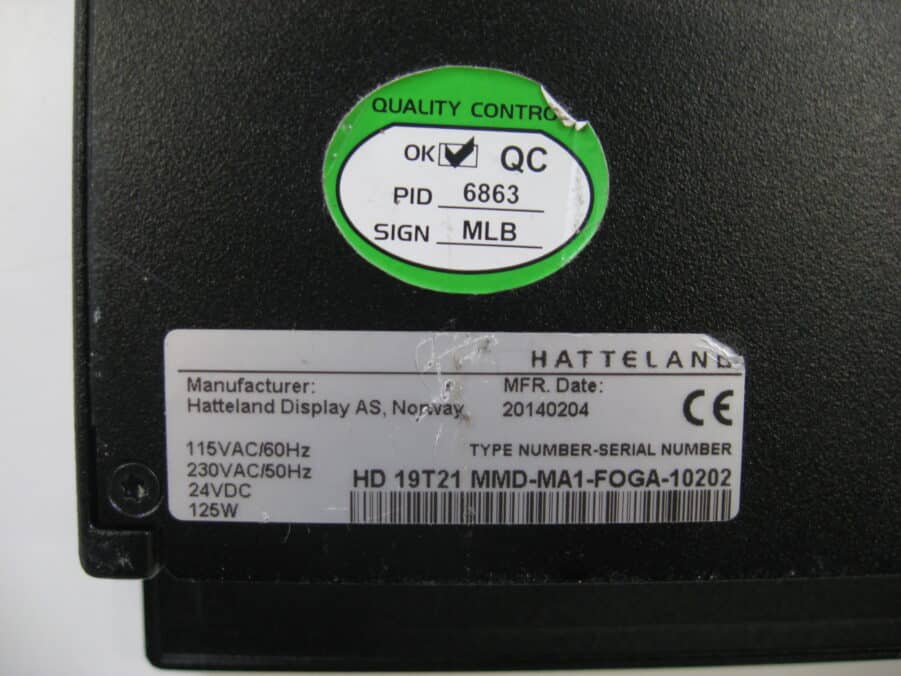 QUALITY CONTROL
OK QC
PID 6863
SIGN MLB
HATTELAND
Manufacturer:
Hatteland Display AS, Norway
MFR. Date:
20140204
CE
115VAC/60Hz
230VAC/50Hz
24VDC
125W
TYPE NUMBER-SERIAL NUMBER
HD 19T21 MMD-MA1-FOGA-10202